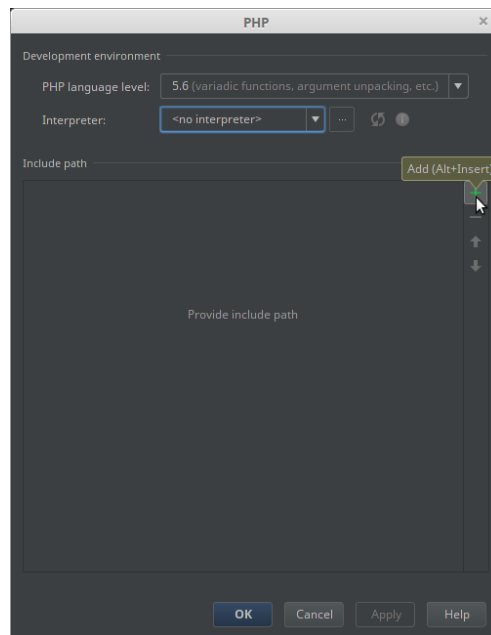 PHP ×
Development environment
PHP language level: 5.6 (variadic functions, argument unpacking, etc.)
Interpreter: <no interpreter> ...
Include path
Add (Alt+Insert)
Provide include path
OK Cancel Apply Help